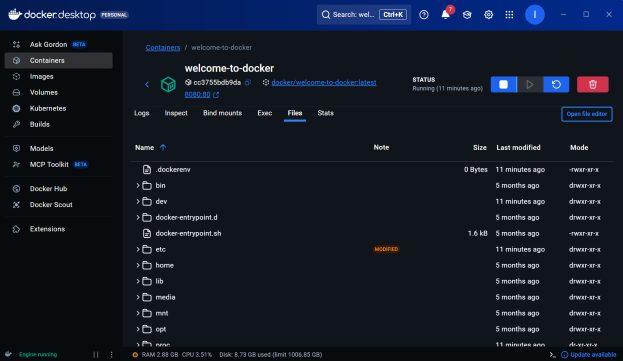 docker.desktop PERSONAL
Search: wel... Ctrl+K
7
I
Ask Gordon BETA
Containers
Images
Volumes
Kubernetes
Builds
Models
MCP Toolkit BETA
Docker Hub
Docker Scout
Extensions
Containers / welcome-to-docker
welcome-to-docker
cc3755bdb9da docker/welcome-to-docker:latest
8080:80
STATUS
Running (11 minutes ago)
Logs Inspect Bind mounts Exec Files Stats
Open file editor
Name Note Size Last modified Mode
.dockerenv 0 Bytes 11 minutes ago -rwxr-xr-x
bin 5 months ago drwxr-xr-x
dev 11 minutes ago drwxr-xr-x
docker-entrypoint.d 5 months ago drwxr-xr-x
docker-entrypoint.sh 1.6 kB 5 months ago -rwxr-xr-x
etc MODIFIED 11 minutes ago drwxr-xr-x
home 5 months ago drwxr-xr-x
lib 5 months ago drwxr-xr-x
media 5 months ago drwxr-xr-x
mnt 5 months ago drwxr-xr-x
opt 5 months ago drwxr-xr-x
proc 11 minutes ago dr-xr-xr-x
Engine running
RAM 2.88 GB CPU 3.51% Disk: 8.73 GB used (limit 1006.85 GB)
Update available